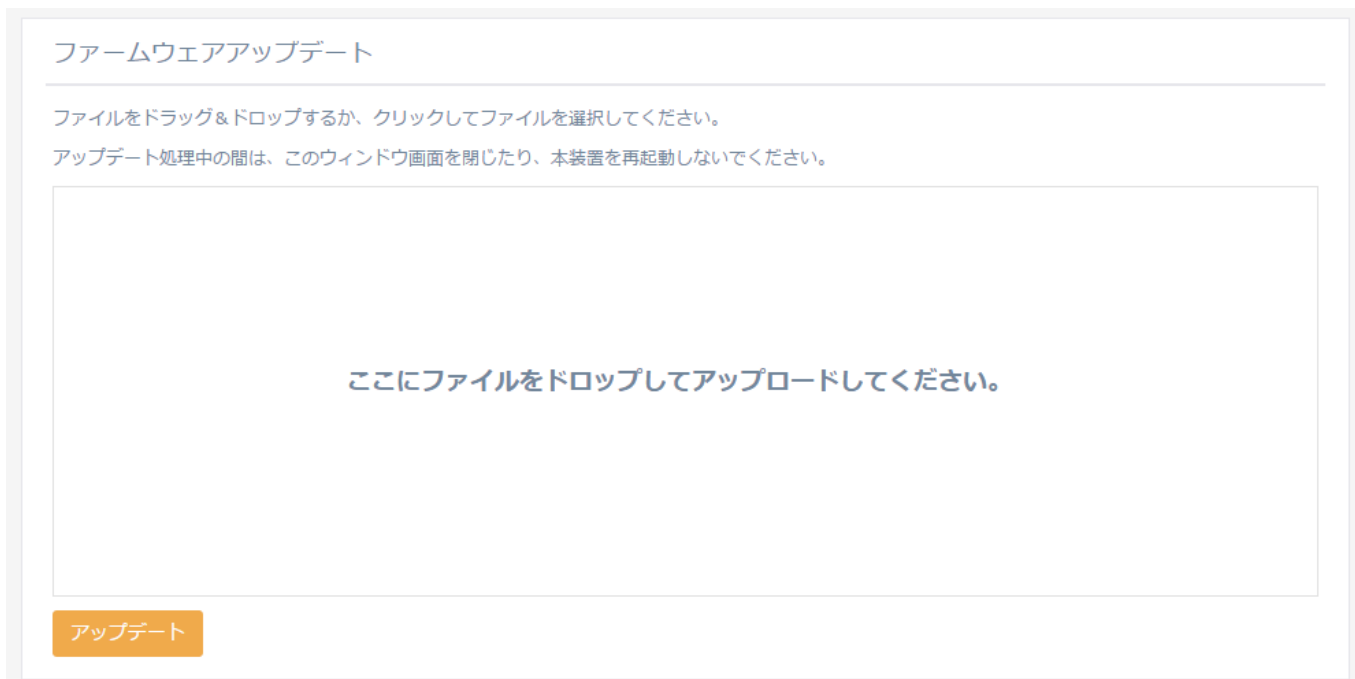 ファームウェアアップデート
ファイルをドラッグ&ドロップするか、クリックしてファイルを選択してください。
アップデート処理中の間は、このウィンドウ画面を閉じたり、本装置を再起動しないでください。
ここにファイルをドロップしてアップロードしてください。
アップデート